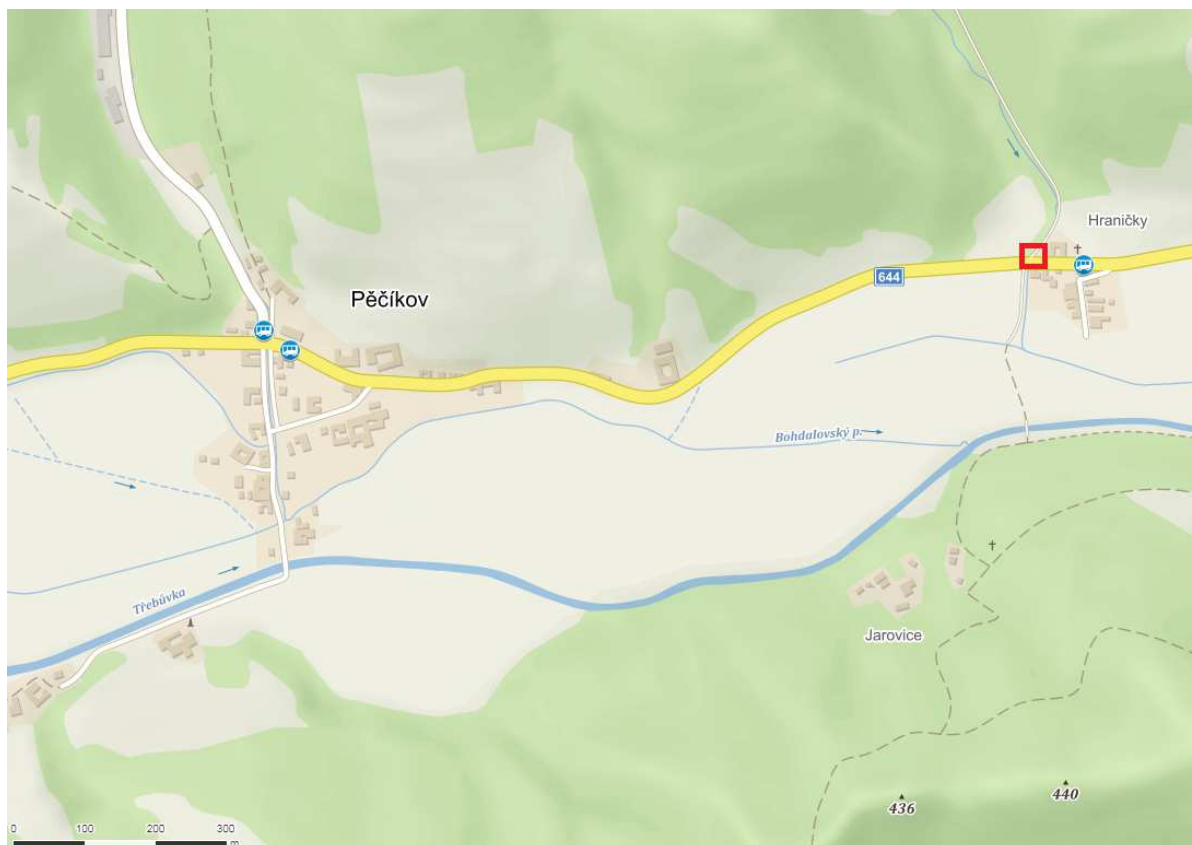 Hraničky
644
Pěčíkov
Bohdalovský p.
Třebůvka
Jarovice
440
436
0 100 200 300
m